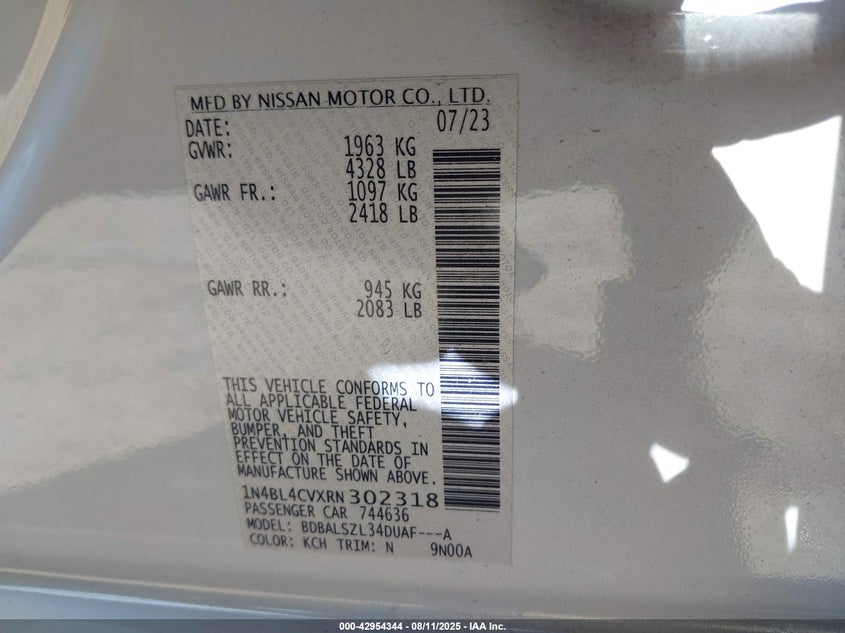 MFD BY NISSAN MOTOR CO., LTD.
DATE: 07/23
GVWR: 1963 KG
4328 LB
GAWR FR.: 1097 KG
2418 LB
GAWR RR.: 945 KG
2083 LB
THIS VEHICLE CONFORMS TO
ALL APPLICABLE FEDERAL
MOTOR VEHICLE SAFETY,
BUMPER, AND THEFT
PREVENTION STANDARDS IN
EFFECT ON THE DATE OF
MANUFACTURE SHOWN ABOVE.
1N4BL4CVXRN302318
PASSENGER CAR 744636
MODEL: BDBALSZL34DUAF---A
COLOR: KCH TRIM: N 9N00A
000-42954344 - 08/11/2025 - IAA Inc.